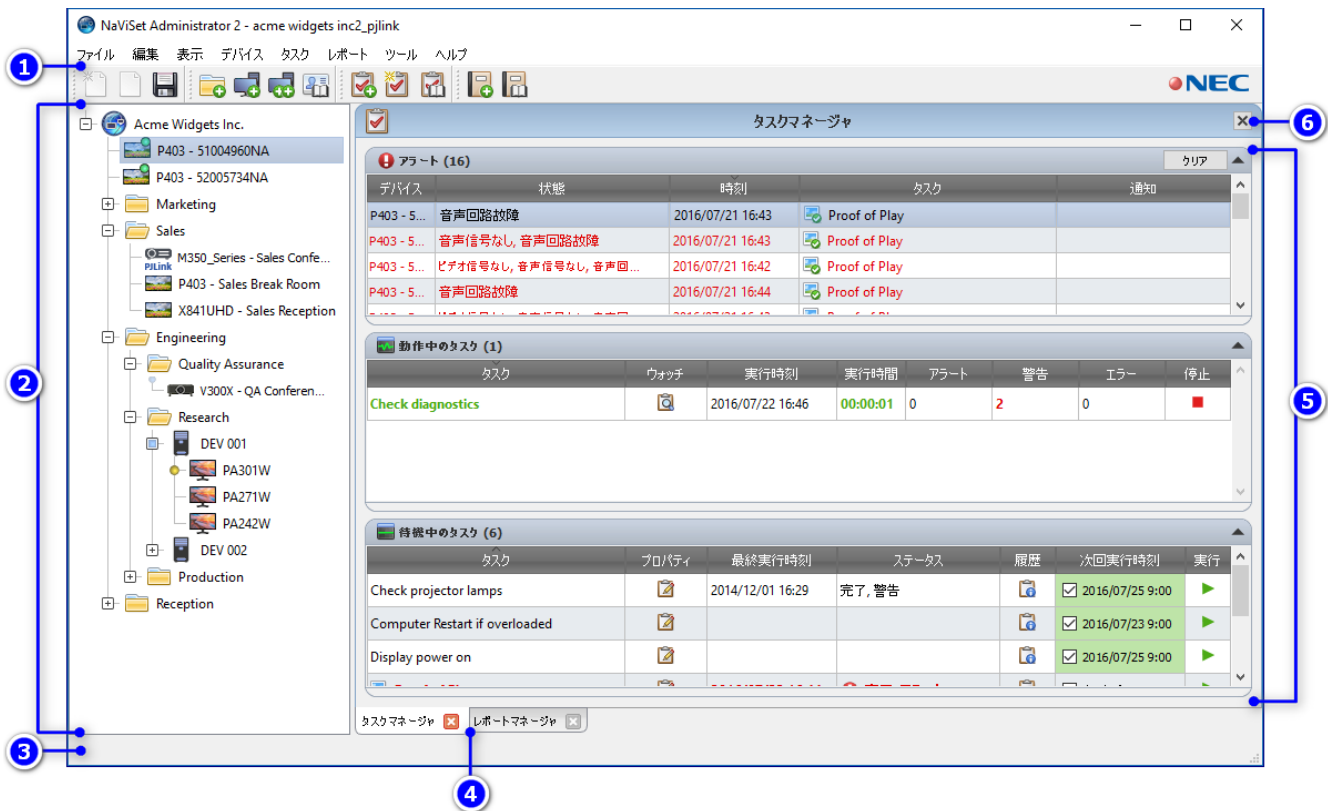 NaViSet Administrator 2 - acme widgets inc2_pjlink
ファイル 編集 表示 デバイス タスク レポート ツール ヘルプ
1
NEC
Acme Widgets Inc.
P403 - 51004960NA
P403 - 52005734NA
Marketing
Sales
PJLink M350_Series - Sales Confe...
P403 - Sales Break Room
X841UHD - Sales Reception
Engineering
Quality Assurance
V300X - QA Conferen...
Research
DEV 001
PA301W
PA271W
PA242W
DEV 002
Production
Reception
2
3
タスクマネージャ
6
アラート (16) クリア
デバイス 状態 時刻 タスク 通知
P403 - 5... 音声回路故障 2016/07/21 16:43 Proof of Play
P403 - 5... 音声信号なし, 音声回路故障 2016/07/21 16:43 Proof of Play
P403 - 5... ビデオ信号なし, 音声信号なし, 音声回... 2016/07/21 16:42 Proof of Play
P403 - 5... 音声回路故障 2016/07/21 16:44 Proof of Play
動作中のタスク (1)
タスク ウォッチ 実行時刻 実行時間 アラート 警告 エラー 停止
Check diagnostics 2016/07/22 16:46 00:00:01 0 2 0
5
待機中のタスク (6)
タスク プロパティ 最終実行時刻 ステータス 履歴 次回実行時刻 実行
Check projector lamps 2014/12/01 16:29 完了, 警告 2016/07/25 9:00
Computer Restart if overloaded 2016/07/23 9:00
Display power on 2016/07/25 9:00
タスクマネージャ レポートマネージャ
4